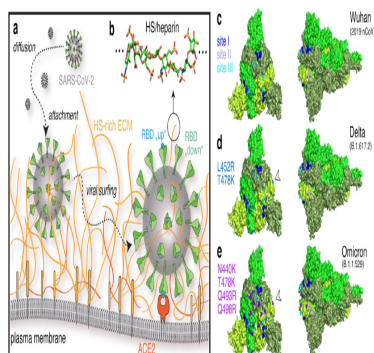 a
diffusion
SARS-CoV-2
attachment
HS-rich ECM
viral surfing
plasma membrane
ACE2
b
HS/heparin
RBD „up"
RBD „down"
c
site I
site II
site III
Wuhan
(2019 nCoV)
d
L452R
T478K
Delta
(B.1.617.2)
e
N440K
T478K
Q493R
Q498R
Omicron
(B.1.1.529)